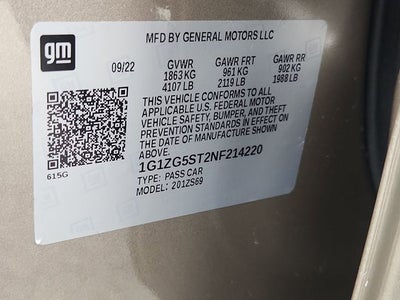 gm
MFD BY GENERAL MOTORS LLC
09/22 GVWR GAWR FRT GAWR RR
1863 KG 961 KG 902 KG
4107 LB 2119 LB 1988 LB
THIS VEHICLE CONFORMS TO ALL
APPLICABLE U.S. FEDERAL MOTOR
VEHICLE SAFETY, BUMPER, AND THEFT
PREVENTION STANDARDS IN EFFECT ON
THE DATE OF MANUFACTURE SHOWN
ABOVE.
615G
1G1ZG5ST2NF214220
TYPE: PASS CAR
MODEL: 201ZS69